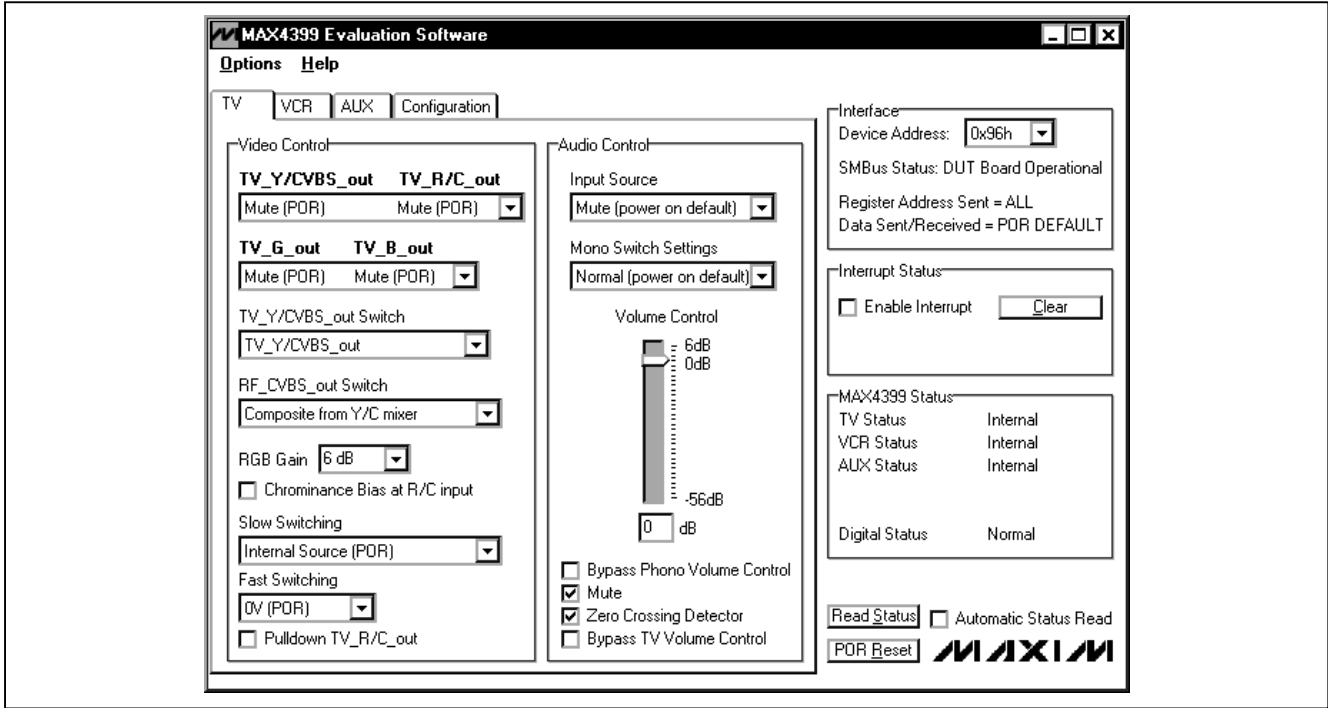 MAX4399 Evaluation Software
Options Help
TV VCR AUX Configuration
Video Control
TV_Y/CVBS_out TV_R/C_out
Mute (POR) Mute (POR)
TV_G_out TV_B_out
Mute (POR) Mute (POR)
TV_Y/CVBS_out Switch
TV_Y/CVBS_out
RF_CVBS_out Switch
Composite from Y/C mixer
RGB Gain 6 dB
Chrominance Bias at R/C input
Slow Switching
Internal Source (POR)
Fast Switching
0V (POR)
Pulldown TV_R/C_out
Audio Control
Input Source
Mute (power on default)
Mono Switch Settings
Normal (power on default)
Volume Control
6dB
0dB
-56dB
0 dB
Bypass Phono Volume Control
Mute
Zero Crossing Detector
Bypass TV Volume Control
Interface
Device Address: 0x96h
SMBus Status: DUT Board Operational
Register Address Sent = ALL
Data Sent/Received = POR DEFAULT
Interrupt Status
Enable Interrupt Clear
MAX4399 Status
TV Status Internal
VCR Status Internal
AUX Status Internal
Digital Status Normal
Read Status Automatic Status Read
POR Reset MAXIM